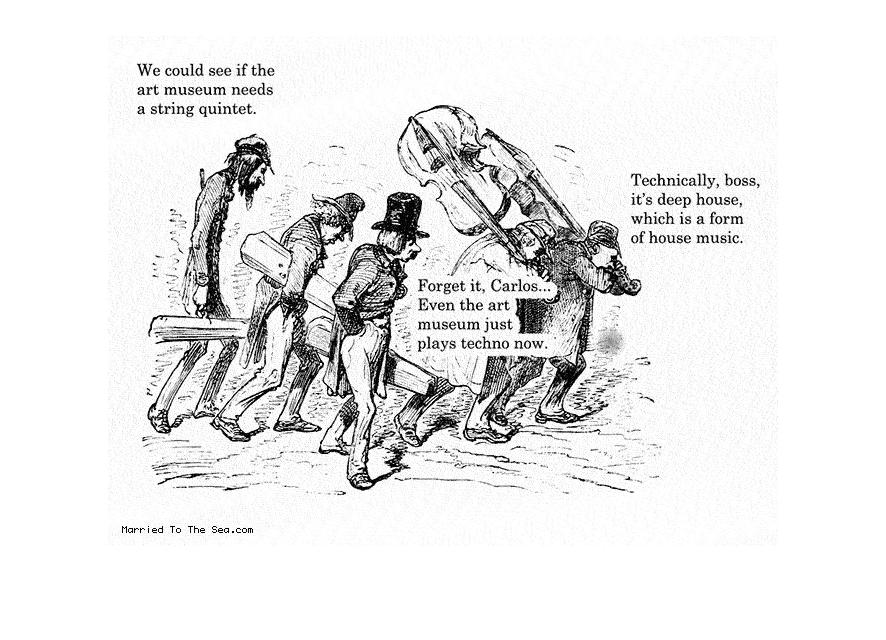 We could see if the
art museum needs
a string quintet.
Forget it, Carlos...
Even the art
museum just
plays techno now.
Technically, boss,
it's deep house,
which is a form
of house music.
Married To The Sea.com